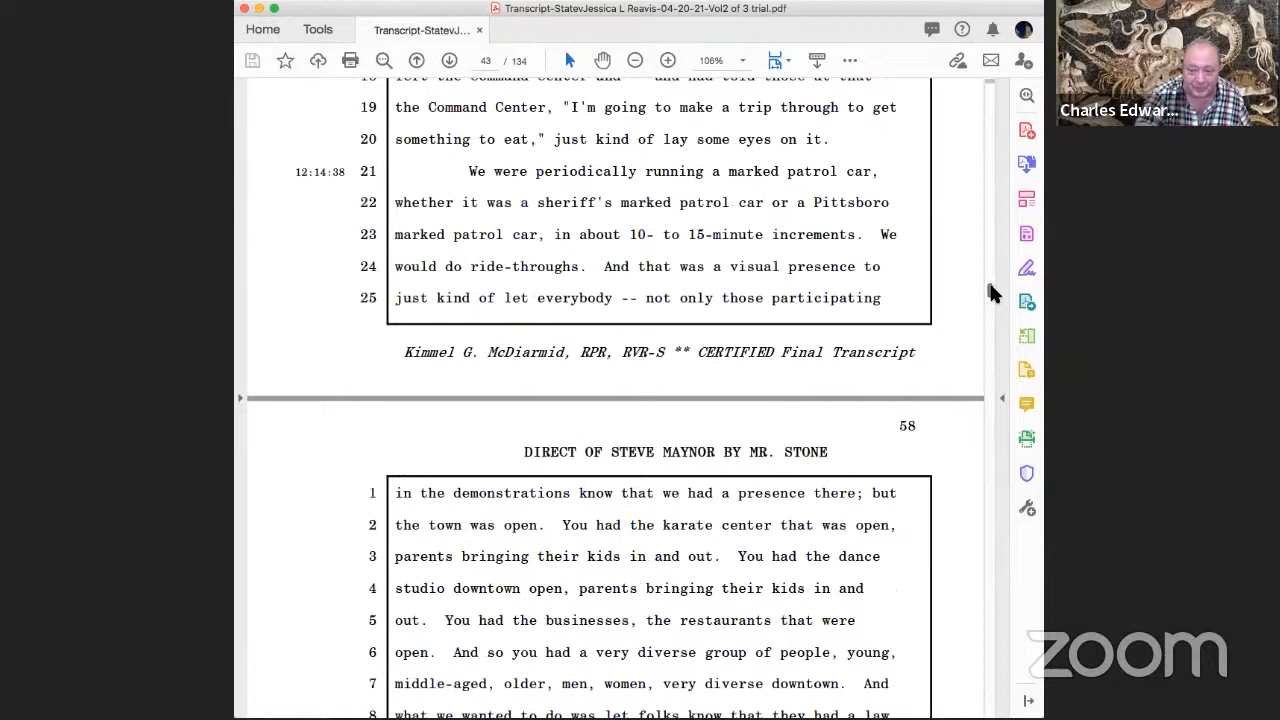 Transcript-StatevJessica L Reavis-04-20-21-Vol2 of 3 trial.pdf
Home
Tools
Transcript-StatevJ...
43 / 134
106%
Charles Edwar...
18 left the Command Center and -- and had told those at that
19 the Command Center, "I'm going to make a trip through to get
20 something to eat," just kind of lay some eyes on it.
12:14:38 21 We were periodically running a marked patrol car,
22 whether it was a sheriff's marked patrol car or a Pittsboro
23 marked patrol car, in about 10- to 15-minute increments. We
24 would do ride-throughs. And that was a visual presence to
25 just kind of let everybody -- not only those participating
Kimmel G. McDiarmid, RPR, RVR-S ** CERTIFIED Final Transcript
58
DIRECT OF STEVE MAYNOR BY MR. STONE
1 in the demonstrations know that we had a presence there; but
2 the town was open. You had the karate center that was open,
3 parents bringing their kids in and out. You had the dance
4 studio downtown open, parents bringing their kids in and
5 out. You had the businesses, the restaurants that were
6 open. And so you had a very diverse group of people, young,
7 middle-aged, older, men, women, very diverse downtown. And
8 what we wanted to do was let folks know that they had a law
zoom